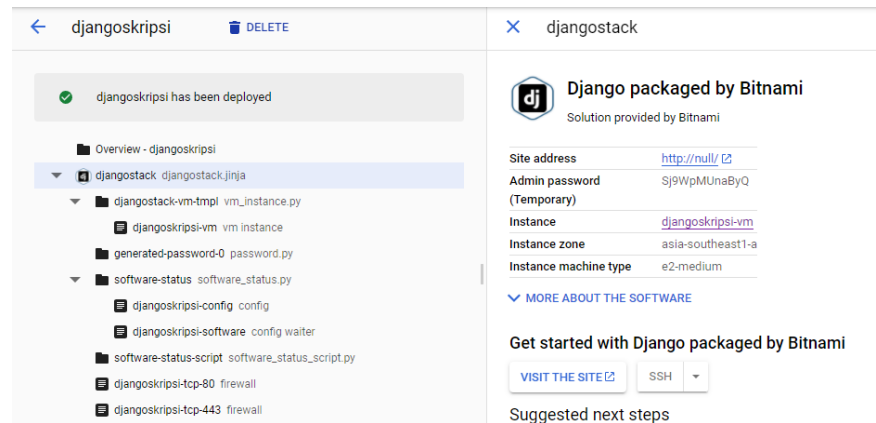 djangoskripsi
DELETE
djangoskripsi has been deployed
Overview - djangoskripsi
djangostack djangostack.jinja
djangostack-vm-tmpl vm_instance.py
djangoskripsi-vm vm instance
generated-password-0 password.py
software-status software_status.py
djangoskripsi-config config
djangoskripsi-software config waiter
software-status-script software_status_script.py
djangoskripsi-tcp-80 firewall
djangoskripsi-tcp-443 firewall
djangostack
dj
Django packaged by Bitnami
Solution provided by Bitnami
Site address http://null/
Admin password Sj9WpMUnaByQ
(Temporary)
Instance djangoskripsi-vm
Instance zone asia-southeast1-a
Instance machine type e2-medium
MORE ABOUT THE SOFTWARE
Get started with Django packaged by Bitnami
VISIT THE SITE SSH
Suggested next steps